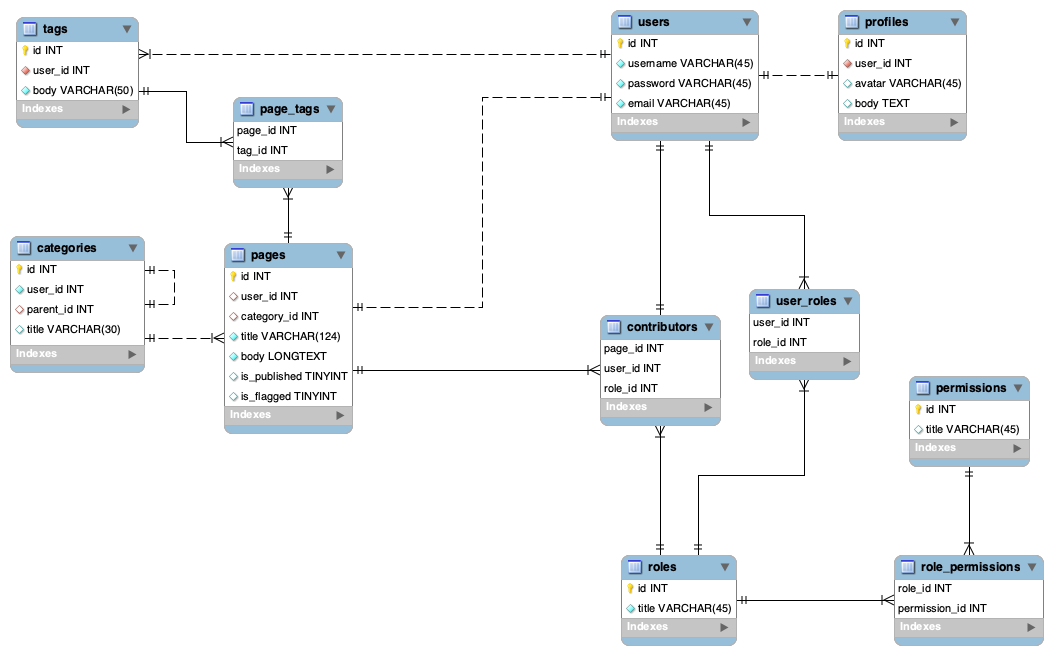 tags
id INT
user_id INT
body VARCHAR(50)
Indexes
users
id INT
username VARCHAR(45)
password VARCHAR(45)
email VARCHAR(45)
Indexes
profiles
id INT
user_id INT
avatar VARCHAR(45)
body TEXT
Indexes
page_tags
page_id INT
tag_id INT
Indexes
categories
id INT
user_id INT
parent_id INT
title VARCHAR(30)
Indexes
pages
id INT
user_id INT
category_id INT
title VARCHAR(124)
body LONGTEXT
is_published TINYINT
is_flagged TINYINT
Indexes
contributors
page_id INT
user_id INT
role_id INT
Indexes
user_roles
user_id INT
role_id INT
Indexes
permissions
id INT
title VARCHAR(45)
Indexes
roles
id INT
title VARCHAR(45)
Indexes
role_permissions
role_id INT
permission_id INT
Indexes